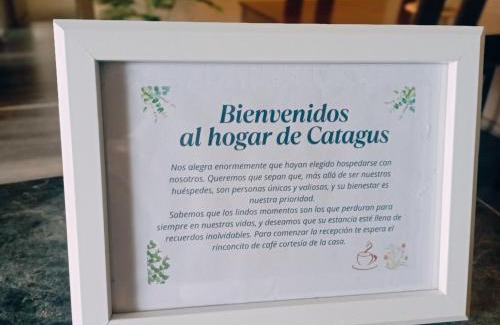 Bienvenidos
al hogar de Catagus
Nos alegra enormemente que hayan elegido hospedarse con
nosotros. Queremos que sepan que, más allá de ser nuestros
huéspedes, son personas únicas y valiosas, y su bienestar es
nuestra prioridad.
Sabemos que los lindos momentos son los que perduran para
siempre en nuestras vidas, y deseamos que su estancia esté llena de
recuerdos inolvidables. Para comenzar la recepción te espera el
rinconcito de café cortesía de la casa.